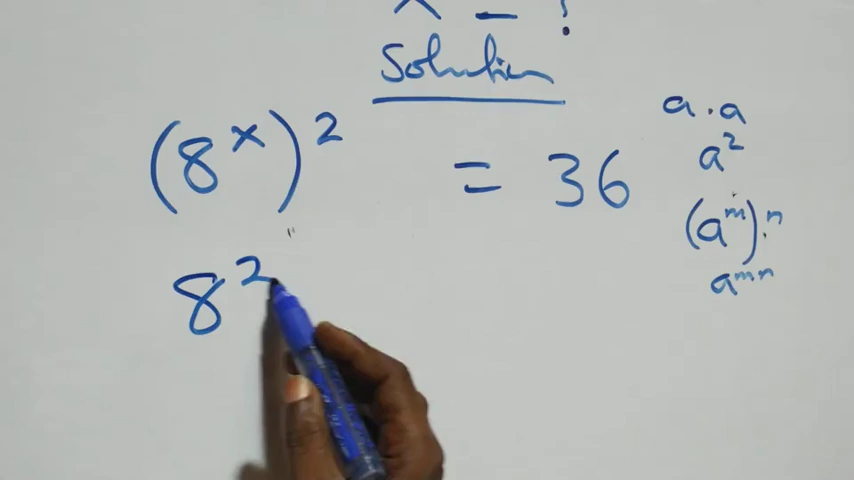 x = ?
Solution
(8^x)^2 = 36
8^2
a . a
a^2
(a^m)^n
a^mn